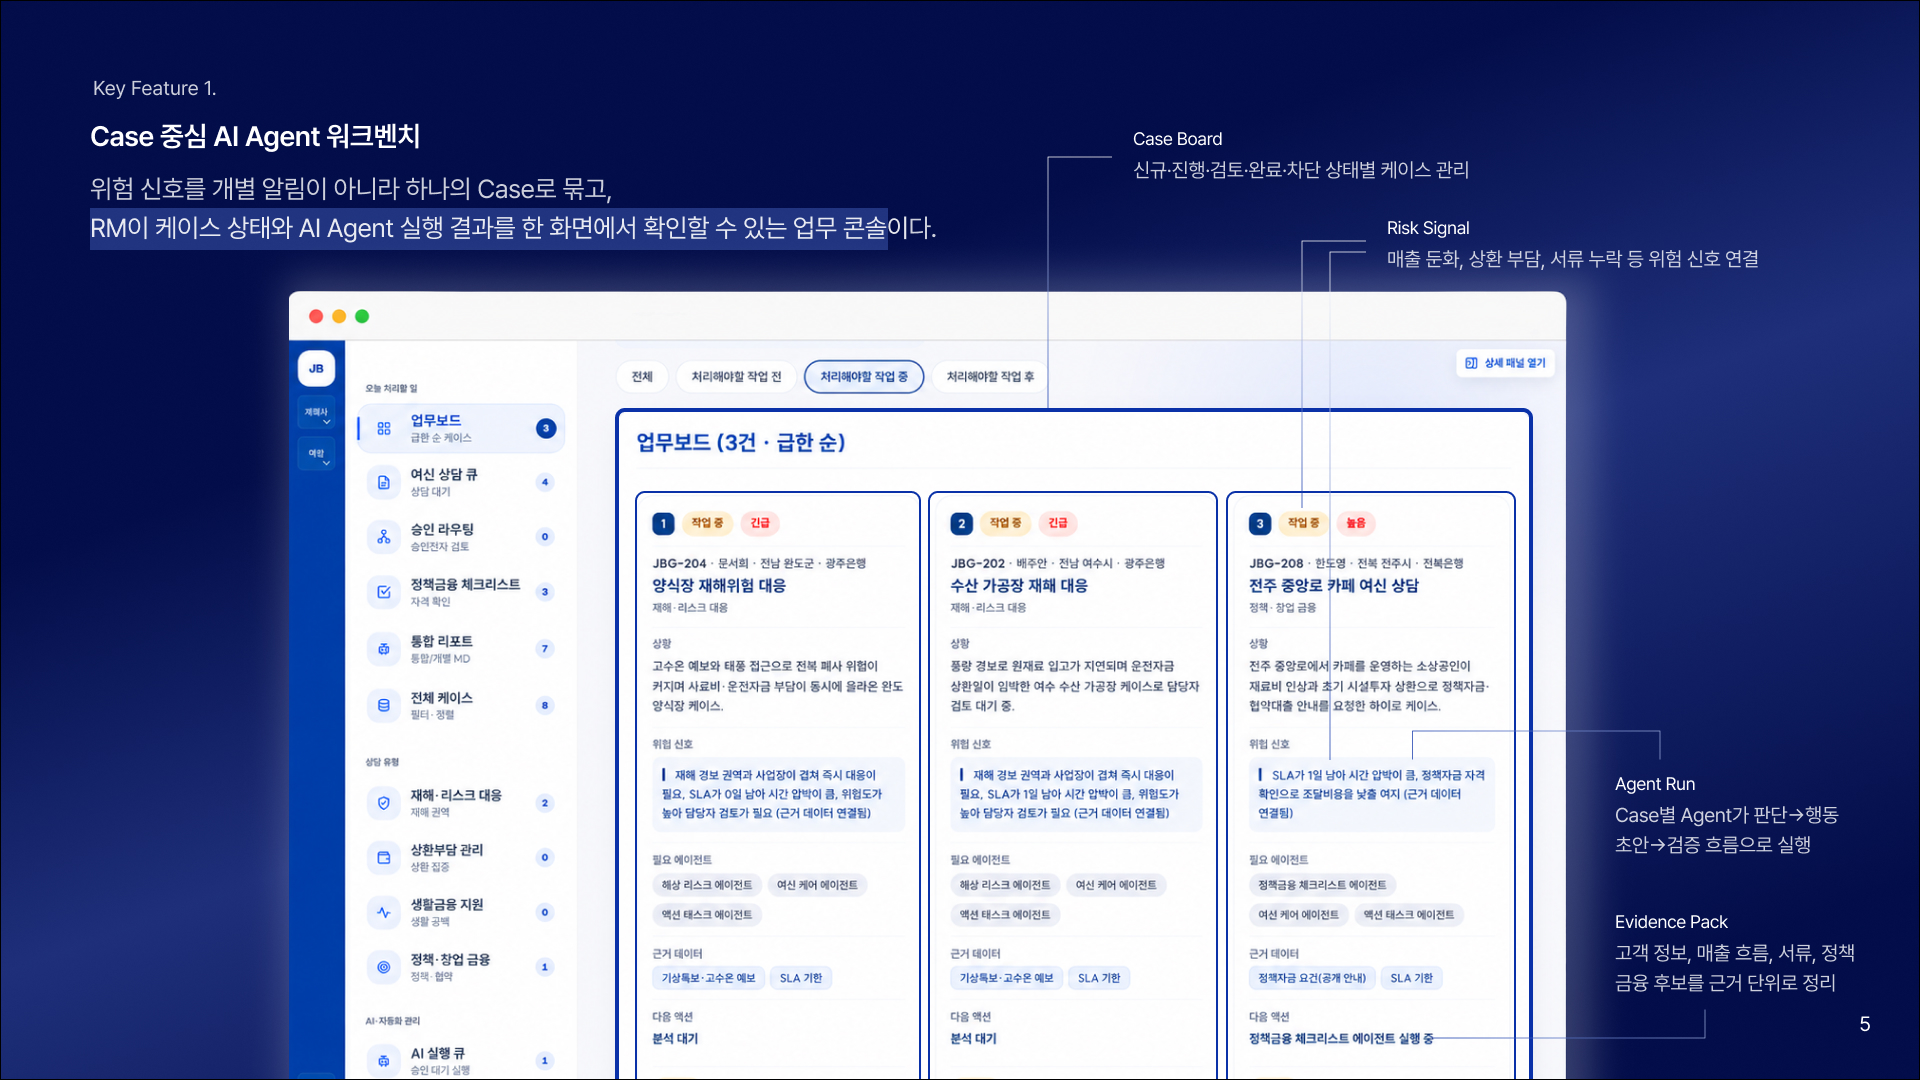 Key Feature 1.
Case 중심 AI Agent 워크벤치
위험 신호를 개별 알림이 아니라 하나의 Case로 묶고,
RM이 케이스 상태와 AI Agent 실행 결과를 한 화면에서 확인할 수 있는 업무 콘솔이다.
Case Board
신규·진행·검토·완료·차단 상태별 케이스 관리
Risk Signal
매출 둔화, 상환 부담, 서류 누락 등 위험 신호 연결
JB
계열사
여신
오늘 처리할 일
업무보드
급한 순 케이스
3
여신 상담 큐
상담 대기
4
승인 라우팅
승인전자 검토
0
정책금융 체크리스트
자격 확인
3
통합 리포트
통합/개별 MD
7
전체 케이스
필터·정렬
8
상담 유형
재해·리스크 대응
재해 권역
2
상환부담 관리
상환 집중
0
생활금융 지원
생활 공백
0
정책·창업 금융
정책·협약
1
AI·자동화 관리
AI 실행 큐
승인 대기 실행
1
전체
처리해야할 작업 전
처리해야할 작업 중
처리해야할 작업 후
상세 패널 열기
업무보드 (3건 · 급한 순)
1 작업 중 긴급
JBG-204 · 문서희 · 전남 완도군 · 광주은행
양식장 재해위험 대응
재해·리스크 대응
상황
고수온 예보와 태풍 접근으로 전복 폐사 위험이
커지며 사료비·운전자금 부담이 동시에 올라온 완도
양식장 케이스.
위험 신호
재해 경보 권역과 사업장이 겹쳐 즉시 대응이
필요, SLA가 0일 남아 시간 압박이 큼, 위험도가
높아 담당자 검토가 필요 (근거 데이터 연결됨)
필요 에이전트
해상 리스크 에이전트
여신 케어 에이전트
액션 태스크 에이전트
근거 데이터
기상특보·고수온 예보
SLA 기한
다음 액션
분석 대기
2 작업 중 긴급
JBG-202 · 배주안 · 전남 여수시 · 광주은행
수산 가공장 재해 대응
재해·리스크 대응
상황
풍랑 경보로 원재료 입고가 지연되며 운전자금
상환일이 임박한 여수 수산 가공장 케이스로 담당자
검토 대기 중.
위험 신호
재해 경보 권역과 사업장이 겹쳐 즉시 대응이
필요, SLA가 1일 남아 시간 압박이 큼, 위험도가
높아 담당자 검토가 필요 (근거 데이터 연결됨)
필요 에이전트
해상 리스크 에이전트
여신 케어 에이전트
액션 태스크 에이전트
근거 데이터
기상특보·고수온 예보
SLA 기한
다음 액션
분석 대기
3 작업 중 높음
JBG-208 · 한도영 · 전북 전주시 · 전북은행
전주 중앙로 카페 여신 상담
정책·창업 금융
상황
전주 중앙로에서 카페를 운영하는 소상공인이
재료비 인상과 초기 시설투자 상환으로 정책자금·
협약대출 안내를 요청한 하이로 케이스.
위험 신호
SLA가 1일 남아 시간 압박이 큼, 정책자금 자격
확인으로 조달비용을 낮출 여지 (근거 데이터
연결됨)
필요 에이전트
정책금융 체크리스트 에이전트
여션 케어 에이전트
액션 태스크 에이전트
근거 데이터
정책자금 요건(공개 안내)
SLA 기한
다음 액션
정책금융 체크리스트 에이전트 실행 중
Agent Run
Case별 Agent가 판단→행동
초안→검증 흐름으로 실행
Evidence Pack
고객 정보, 매출 흐름, 서류, 정책
금융 후보를 근거 단위로 정리
5